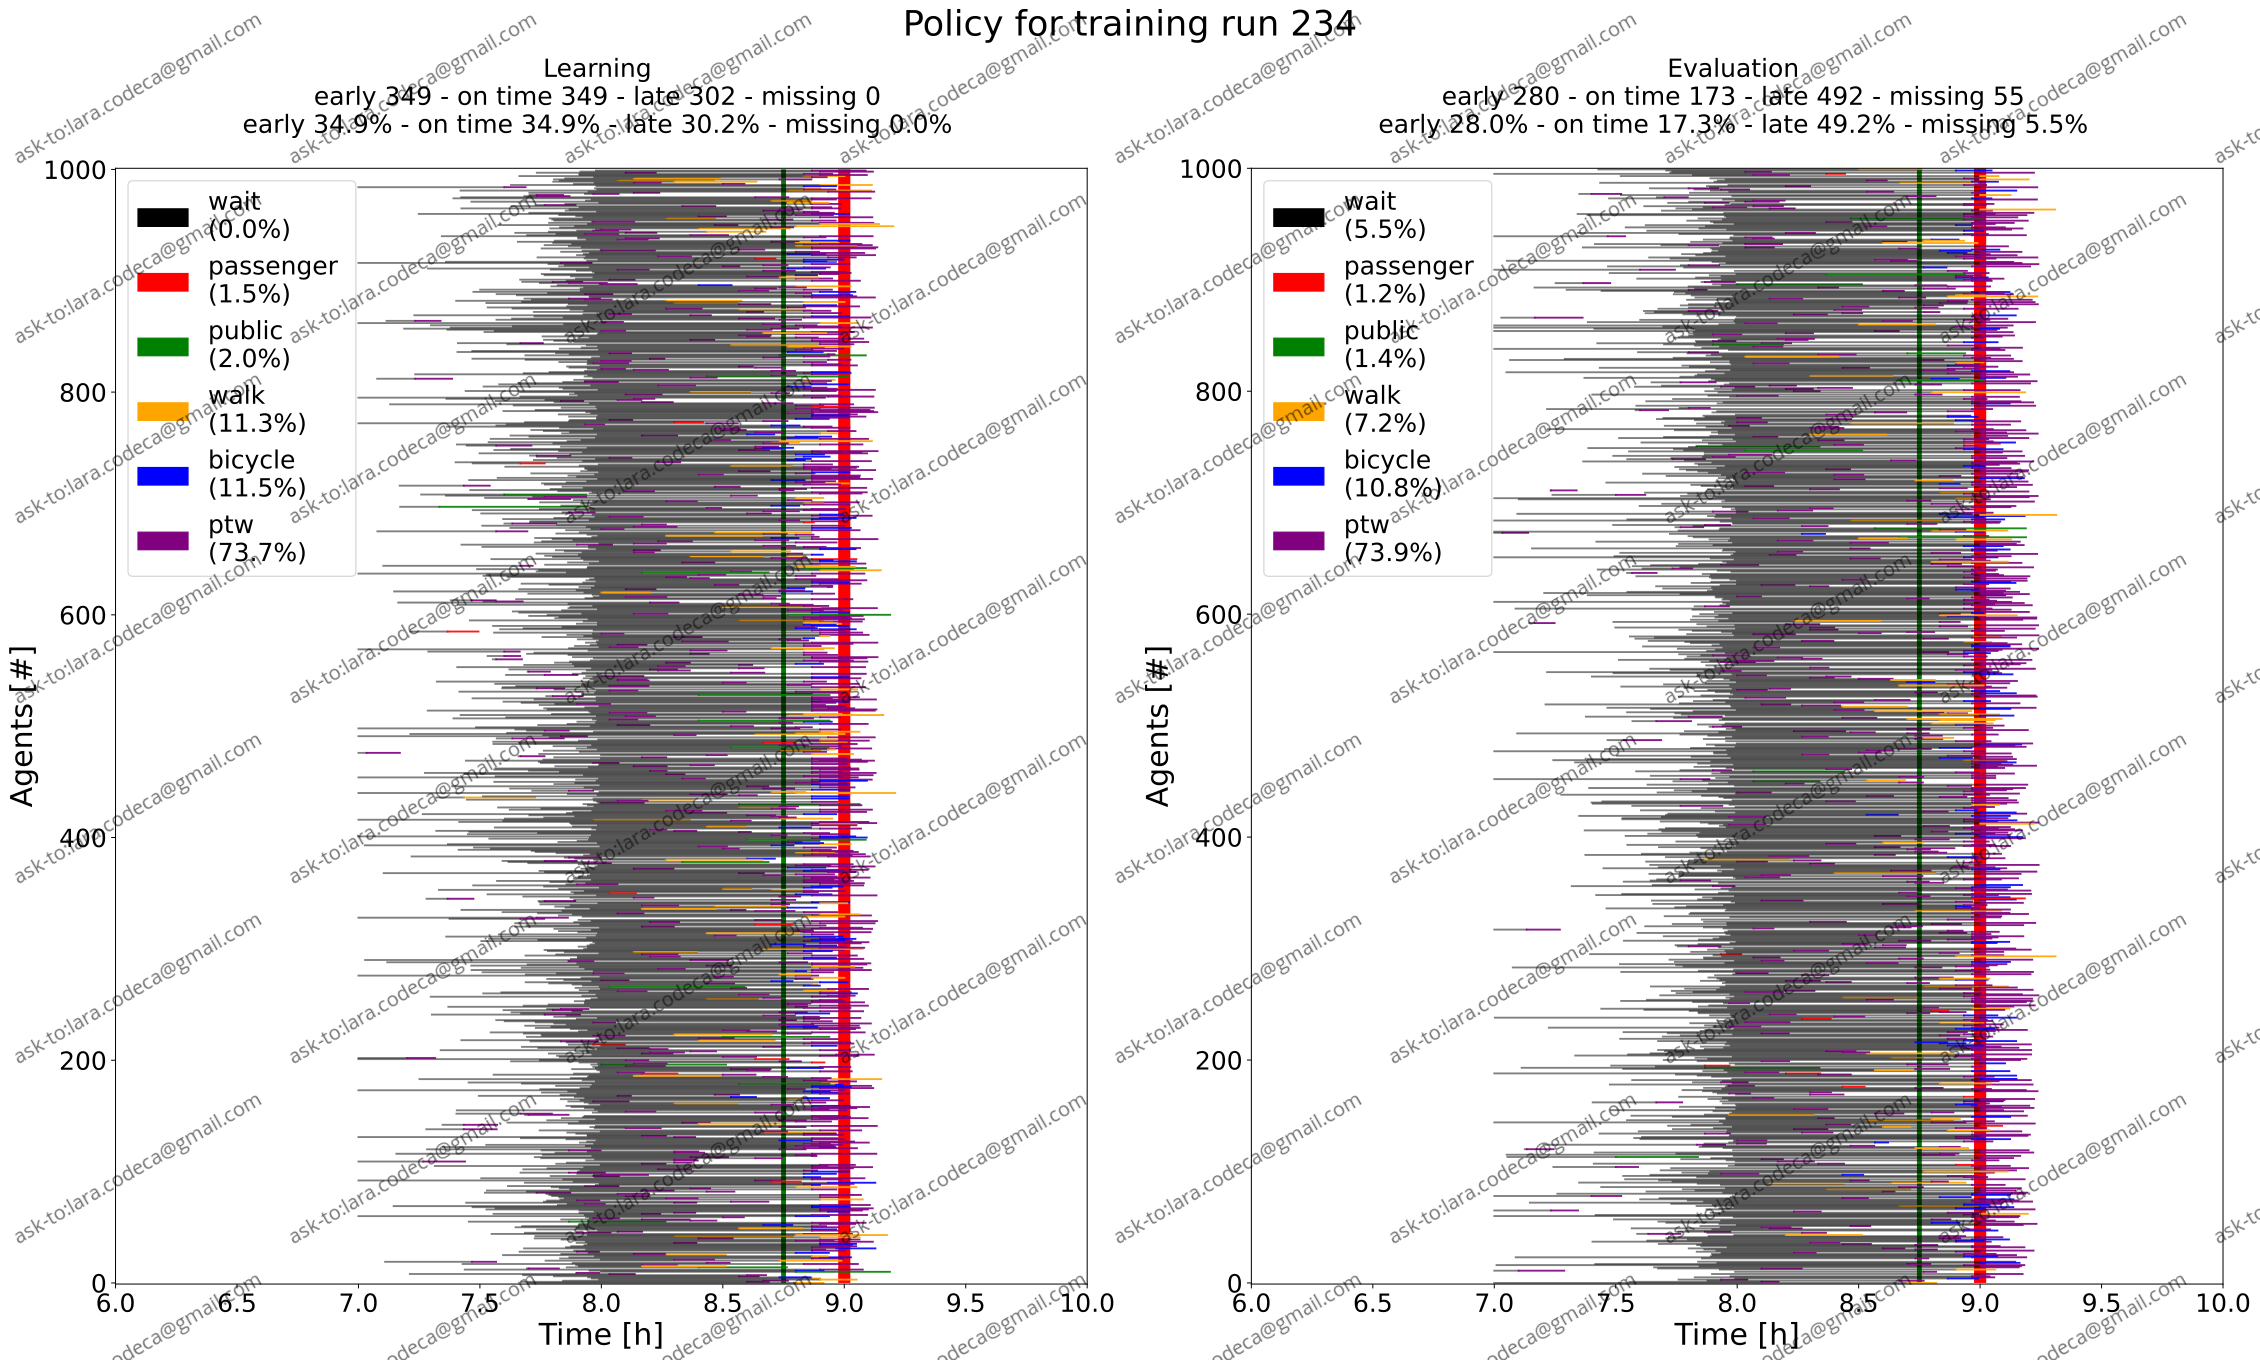 Policy for training run 234
Learning
early 349 - on time 349 - late 302 - missing 0
early 34.9% - on time 34.9% - late 30.2% - missing 0.0%
Evaluation
early 280 - on time 173 - late 492 - missing 55
early 28.0% - on time 17.3% - late 49.2% - missing 5.5%
Agents [#]
1000
800
600
400
200
0
wait
(0.0%)
passenger
(1.5%)
public
(2.0%)
walk
(11.3%)
bicycle
(11.5%)
ptw
(73.7%)
6.0 6.5 7.0 7.5 8.0 8.5 9.0 9.5 10.0
Time [h]
Agents [#]
1000
800
600
400
200
0
wait
(5.5%)
passenger
(1.2%)
public
(1.4%)
walk
(7.2%)
bicycle
(10.8%)
ptw
(73.9%)
6.0 6.5 7.0 7.5 8.0 8.5 9.0 9.5 10.0
Time [h]
ask-to:lara.codeca@gmail.com